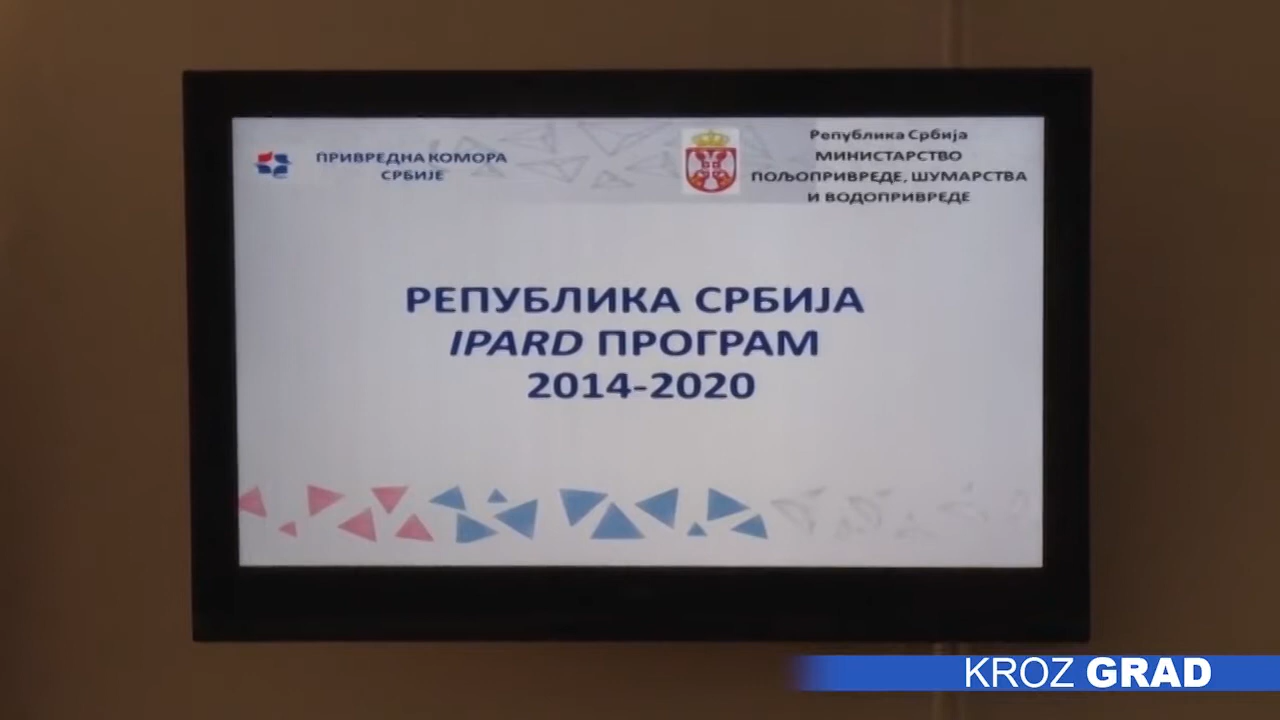 ПРИВРЕДНА КОМОРА
СРБИЈЕ
Република Србија
МИНИСТАРСТВО
ПОЉОПРИВРЕДЕ, ШУМАРСТВА
И ВОДОПРИВРЕДЕ
РЕПУБЛИКА СРБИЈА
IPARD ПРОГРАМ
2014-2020
KROZ GRAD